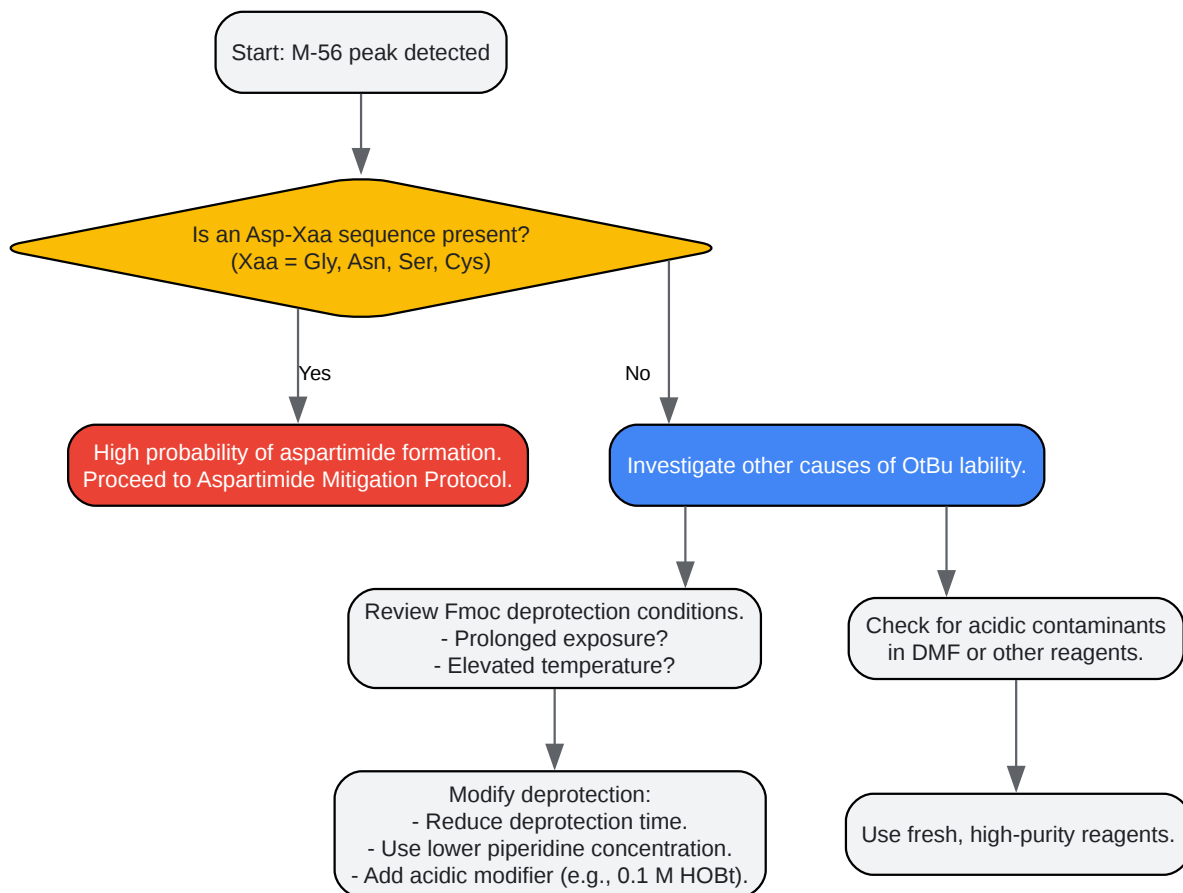 Start: M-56 peak detected
Is an Asp-Xaa sequence present?
(Xaa = Gly, Asn, Ser, Cys)
Yes
No
High probability of aspartimide formation.
Proceed to Aspartimide Mitigation Protocol.
Investigate other causes of OtBu lability.
Review Fmoc deprotection conditions.
- Prolonged exposure?
- Elevated temperature?
Check for acidic contaminants
in DMF or other reagents.
Modify deprotection:
- Reduce deprotection time.
- Use lower piperidine concentration.
- Add acidic modifier (e.g., 0.1 M HOBt).
Use fresh, high-purity reagents.